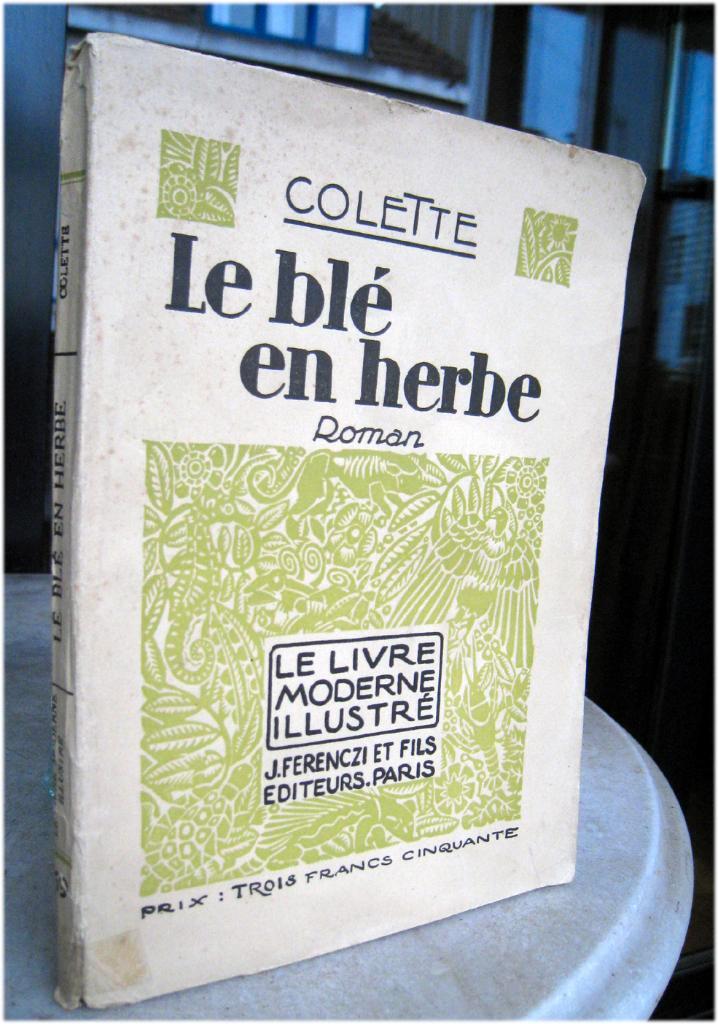 COLETTE
Le blé
en herbe
Roman
LE LIVRE
MODERNE
ILLUSTRÉ
J. FERENCZI ET FILS
EDITEURS. PARIS
PRIX : TROIS FRANCS CINQUANTE
COLETTE
LE BLÉ EN HERBE
ILLUSTRÉ